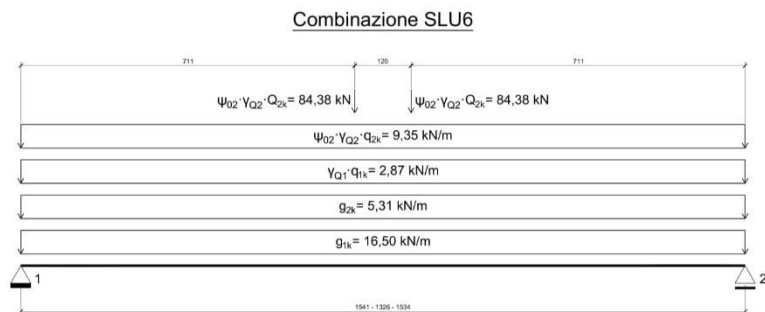 Combinazione SLU6
711 120 711
Ψ₀₂·γQ₂·Q₂ₖ= 84,38 kN Ψ₀₂·γQ₂·Q₂ₖ= 84,38 kN
Ψ₀₂·γQ₂·q₂ₖ= 9,35 kN/m
γQ₁·q₁ₖ= 2,87 kN/m
g₂ₖ= 5,31 kN/m
g₁ₖ= 16,50 kN/m
1 2
1541 - 1326 - 1534